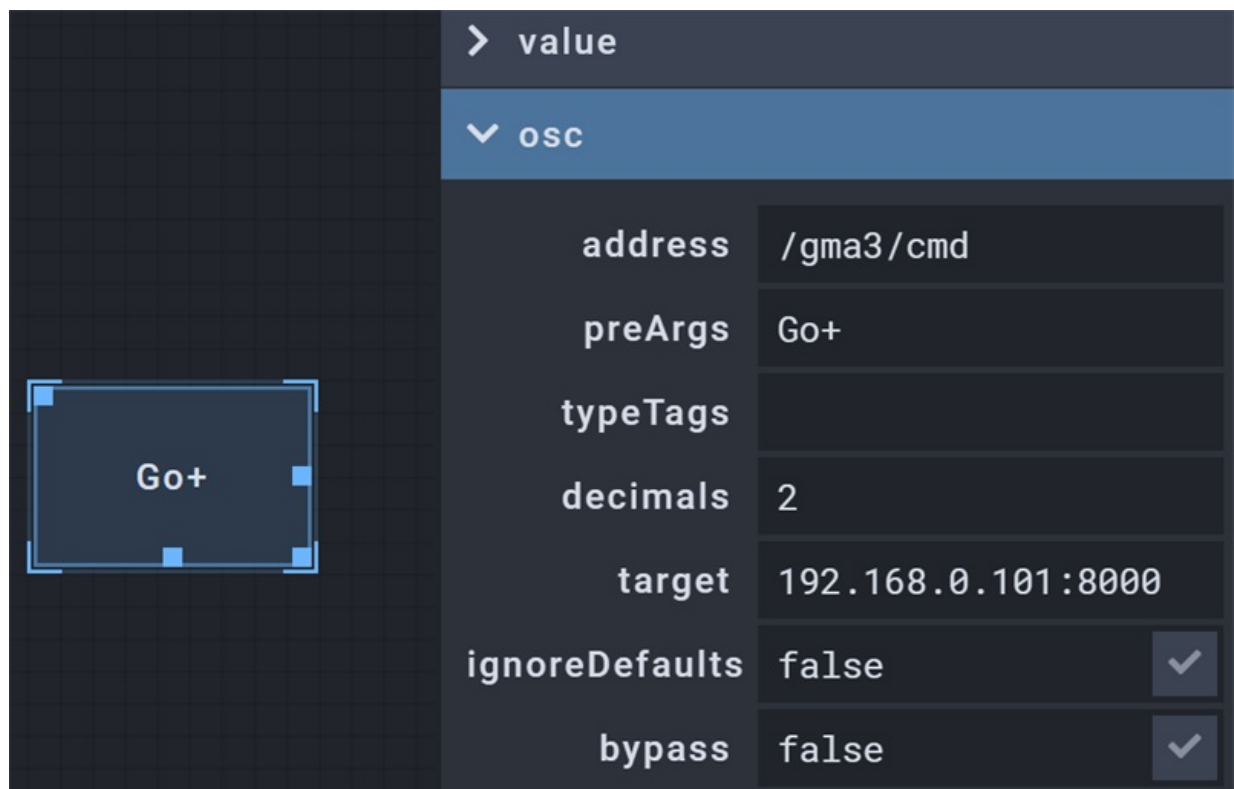 value
osc
address /gma3/cmd
preArgs Go+
typeTags
decimals 2
target 192.168.0.101:8000
ignoreDefaults false
bypass false
Go+